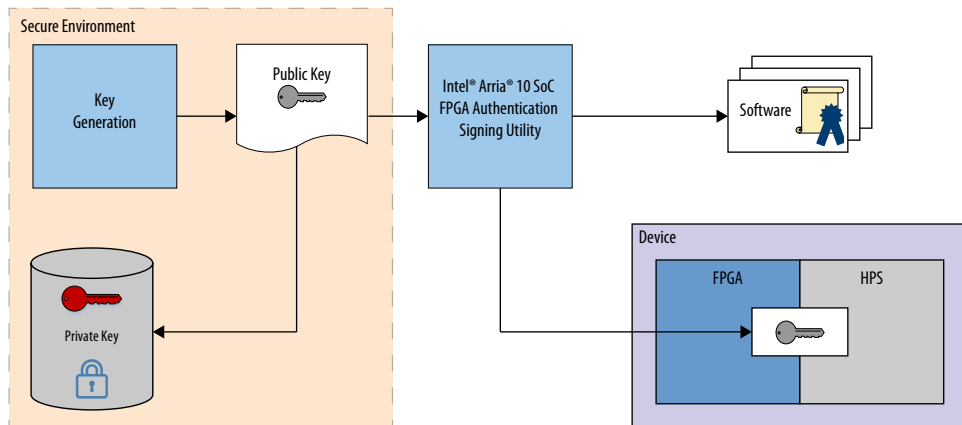 Secure Environment
Key
Generation
Public Key
Intel® Arria® 10 SoC
FPGA Authentication
Signing Utility
Software
Private Key
Device
FPGA
HPS